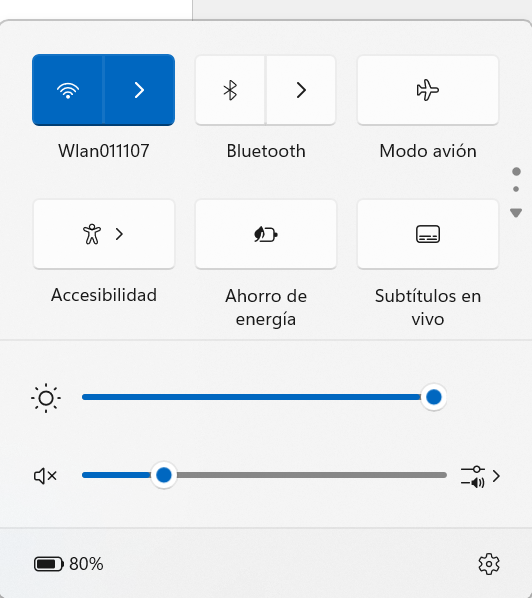 Wlan011107
Bluetooth
Modo avión
Accesibilidad
Ahorro de
energía
Subtítulos en
vivo
80%